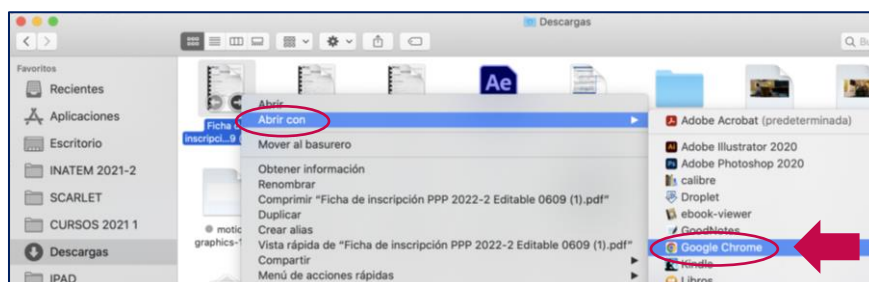 Descargas
Bu
Favoritos
Recientes
Aplicaciones
Escritorio
INATEM 2021-2
SCARLET
CURSOS 2021 1
Descargas
IPAD
Ae
Ficha d
inscripci...9 (
motic
graphics-1
Abrir
Abrir con
Mover al basurero
Obtener información
Renombrar
Comprimir “Ficha de inscripción PPP 2022-2 Editable 0609 (1).pdf”
Duplicar
Crear alias
Vista rápida de “Ficha de inscripción PPP 2022-2 Editable 0609 (1).pdf”
Compartir
Menú de acciones rápidas
Adobe Acrobat (predeterminada)
Adobe Illustrator 2020
Adobe Photoshop 2020
calibre
Droplet
ebook-viewer
GoodNotes
Google Chrome
Kindle
Libros